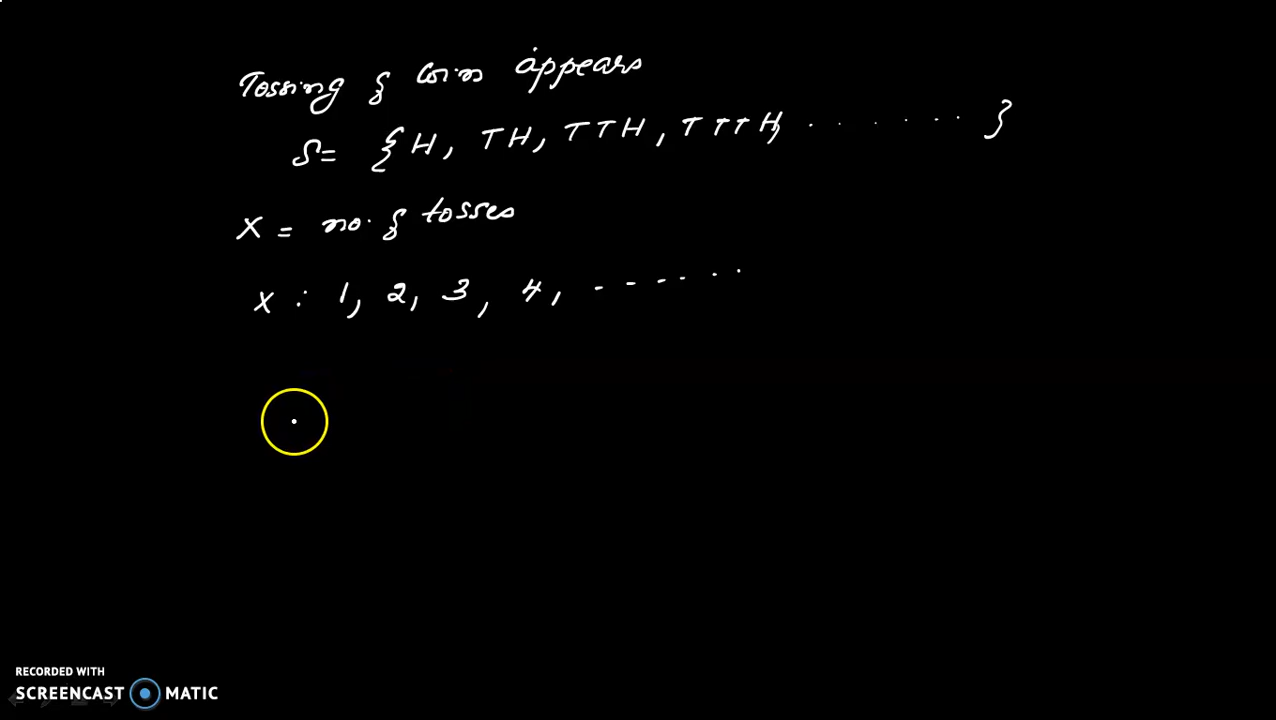 Tossing of coin appears
S = {H, TH, TTH, TTTH, . . . . . . }
X = no. of tosses
X : 1, 2, 3, 4, - - - - - . .
RECORDED WITH
SCREENCAST MATIC